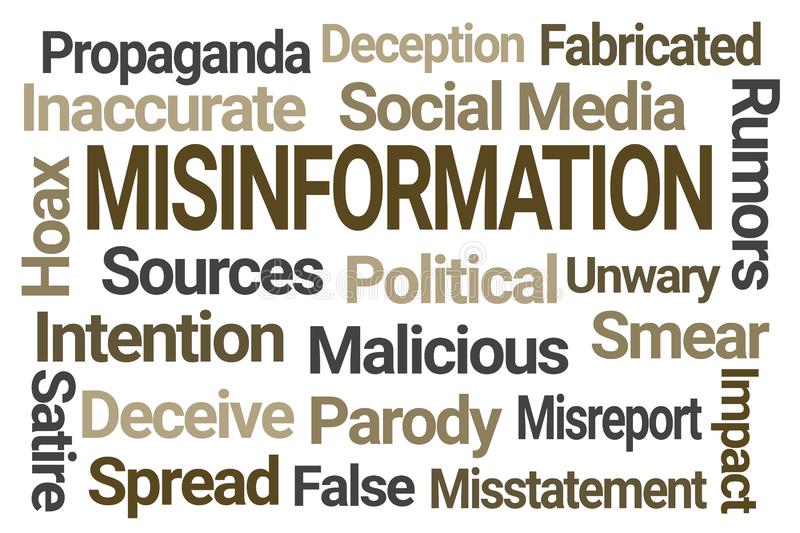 Propaganda Deception Fabricated
Inaccurate Social Media
Rumors
Hoax
MISINFORMATION
Sources Political Unwary
Intention Malicious Smear
Satire
Deceive Parody Misreport
Impact
Spread False Misstatement